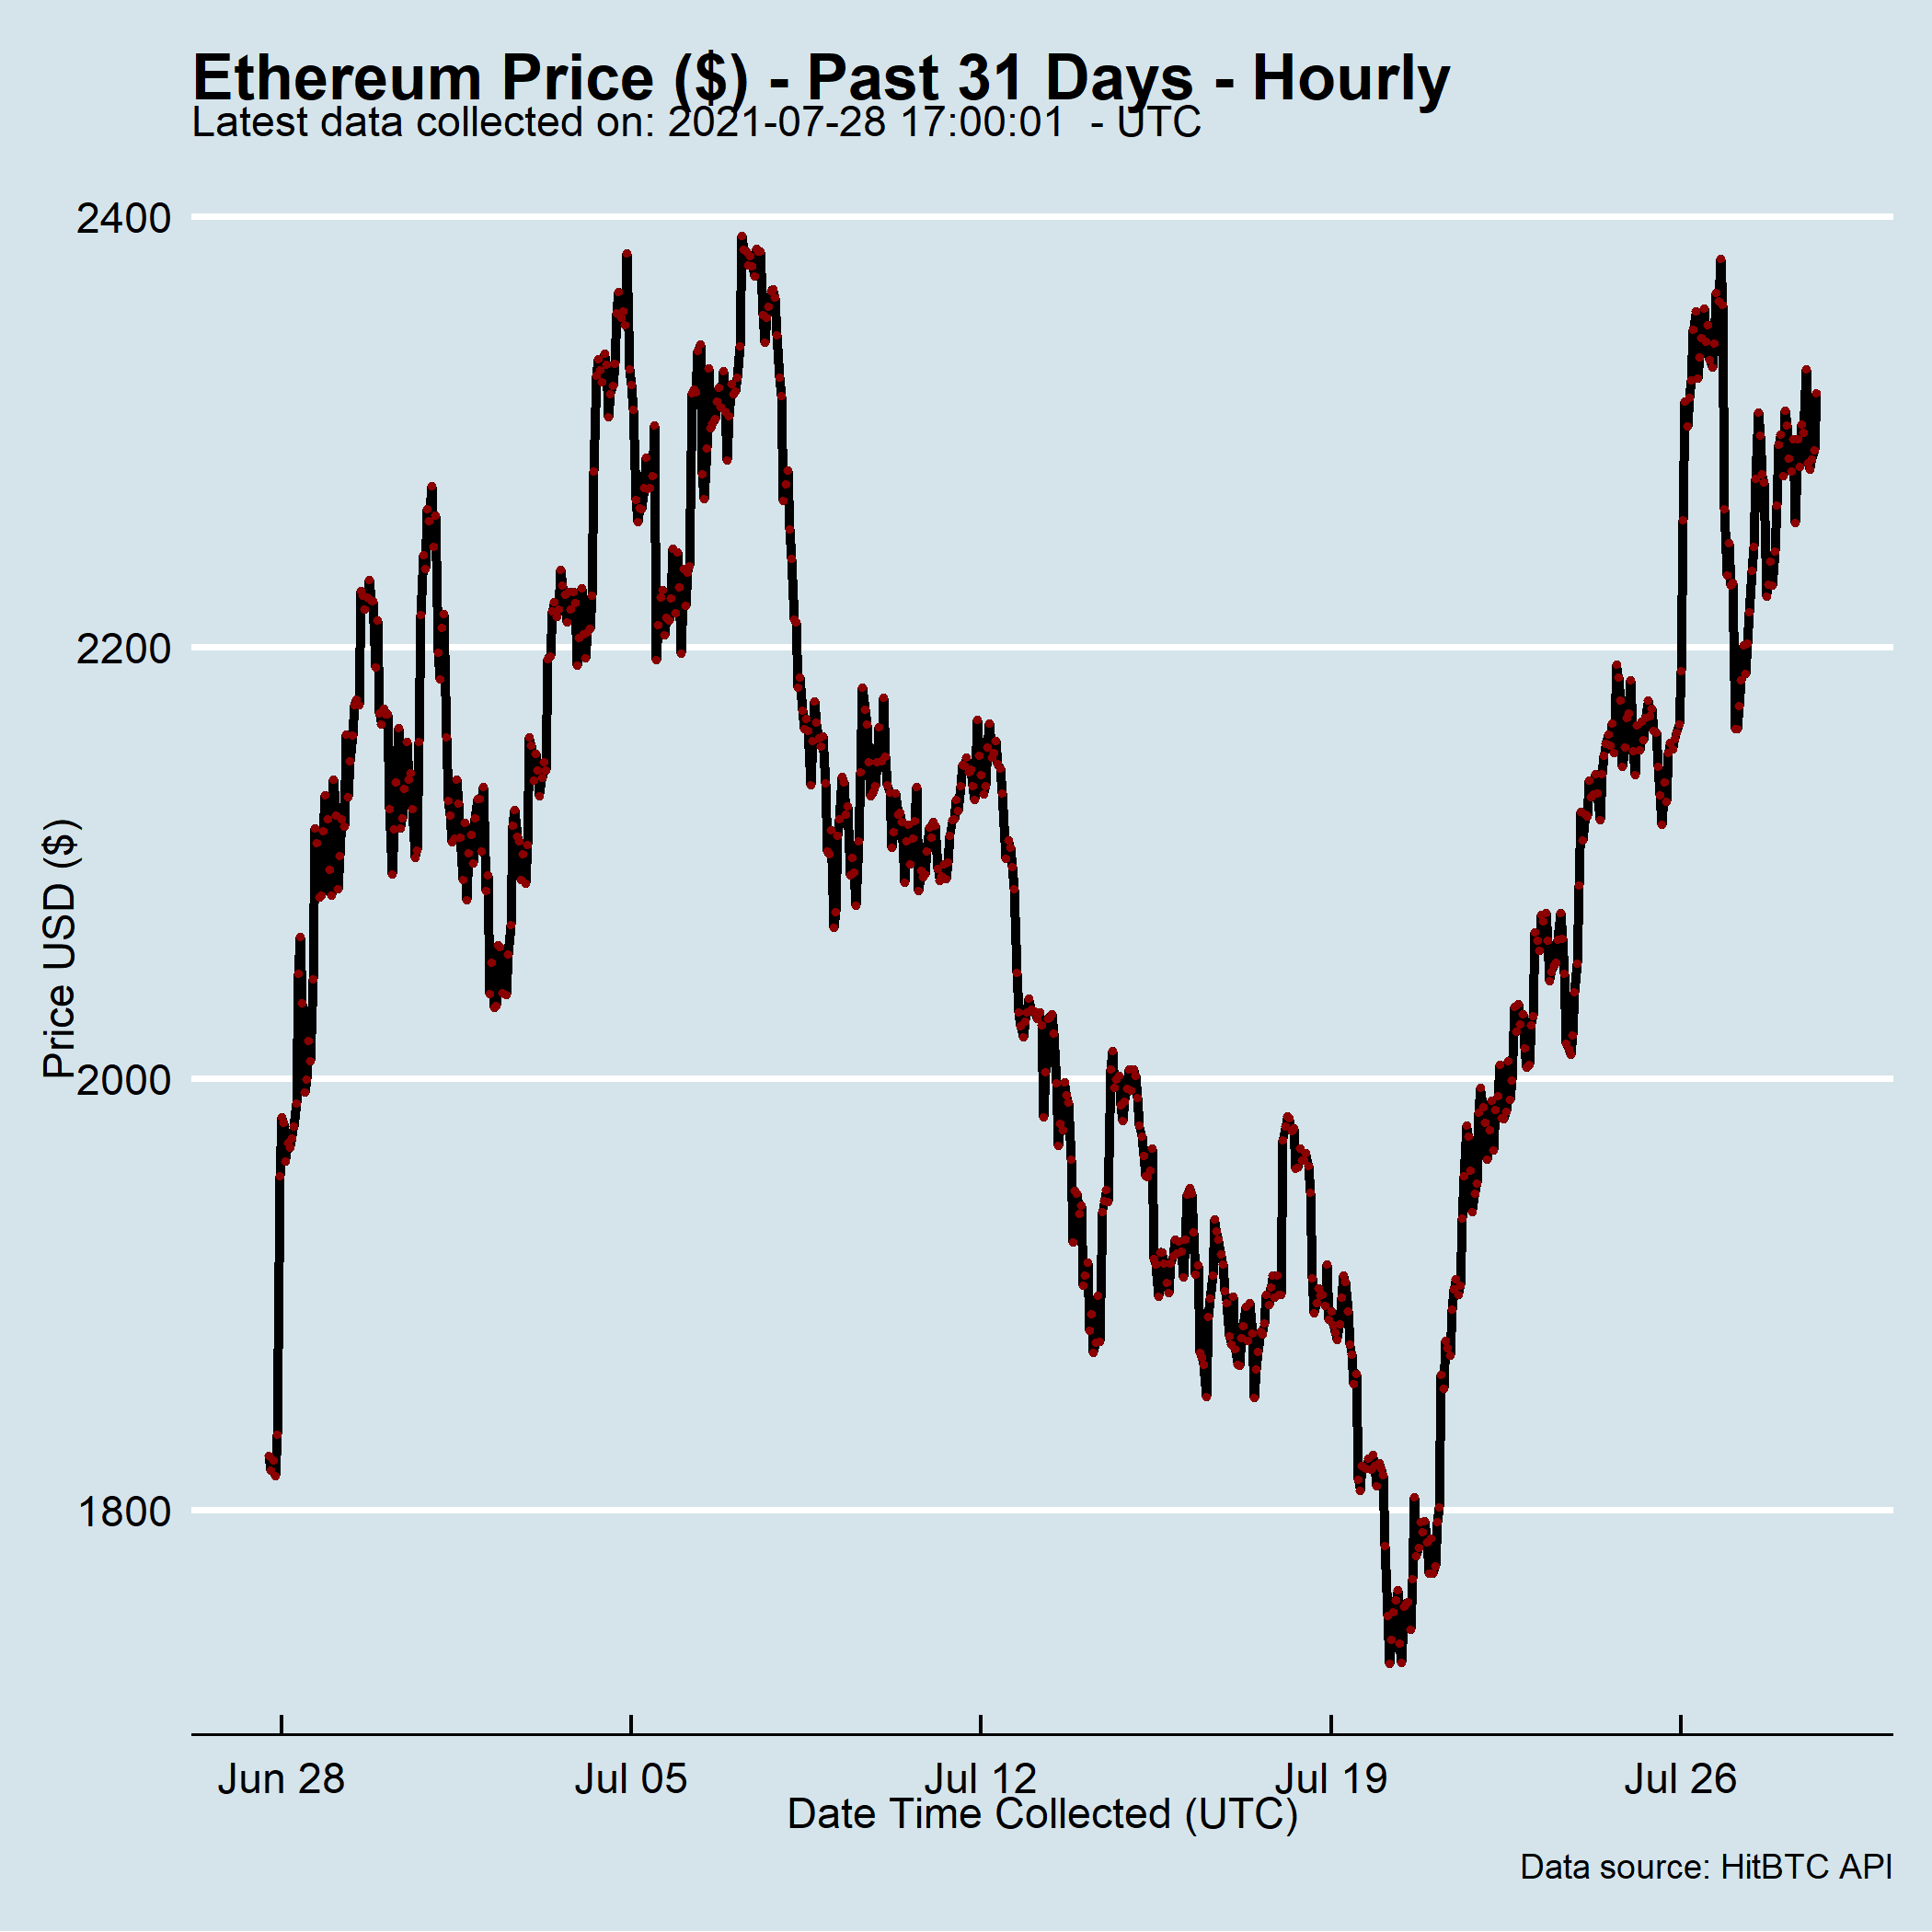 Ethereum Price ($) - Past 31 Days - Hourly
Latest data collected on: 2021-07-28 17:00:01  - UTC
2400
2200
2000
1800
Price USD ($)
Jun 28
Jul 05
Jul 12
Jul 19
Jul 26
Date Time Collected (UTC)
Data source: HitBTC API